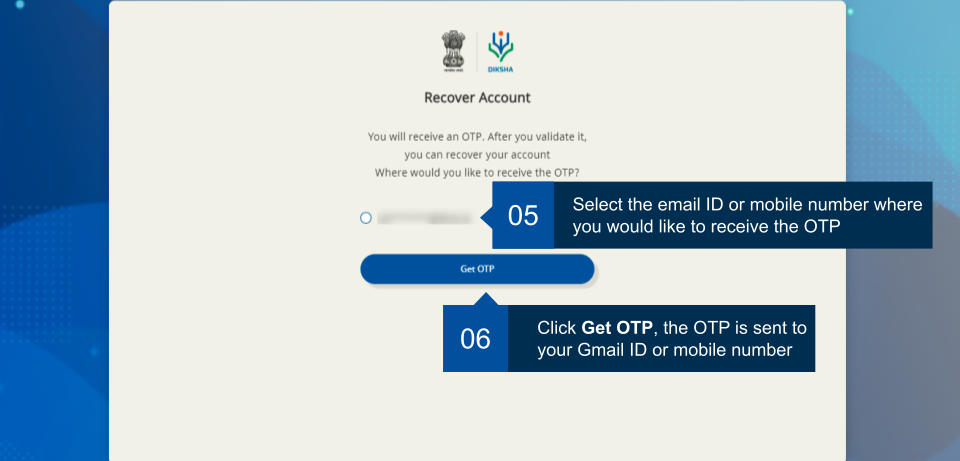 DIKSHA
Recover Account
You will receive an OTP. After you validate it,
you can recover your account
Where would you like to receive the OTP?
05
Select the email ID or mobile number where
you would like to receive the OTP
Get OTP
06
Click Get OTP, the OTP is sent to
your Gmail ID or mobile number